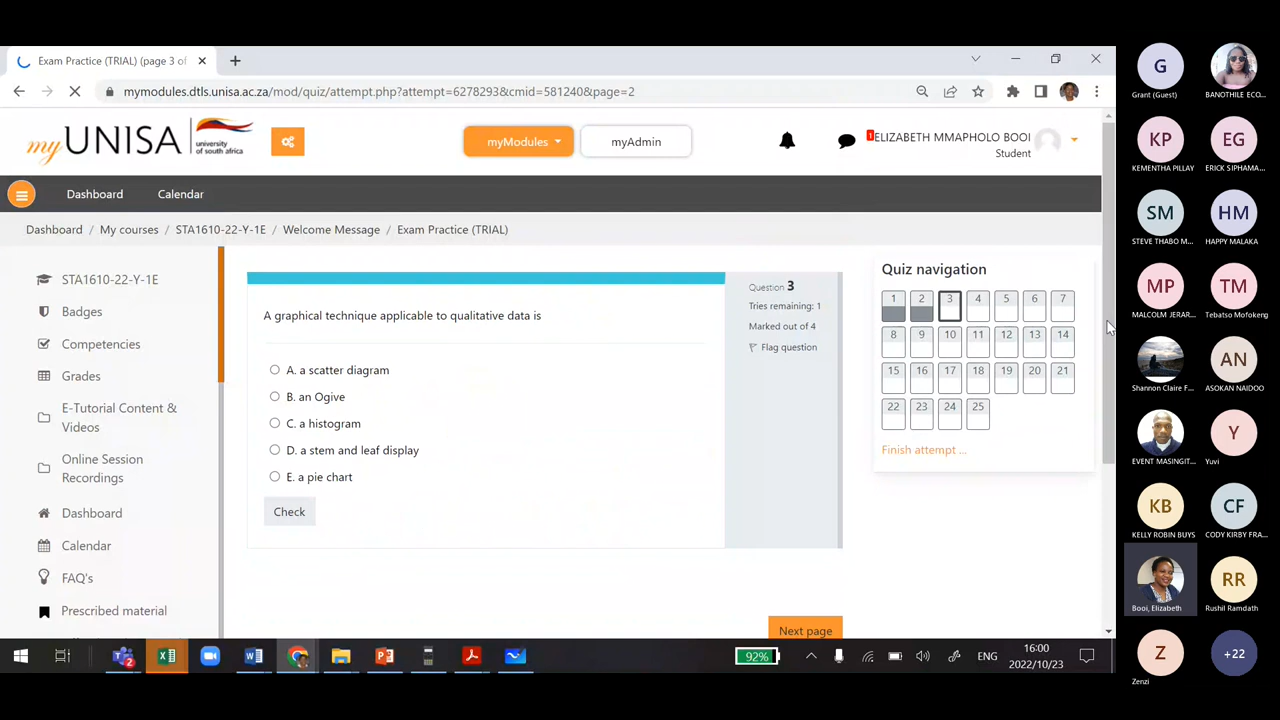 Exam Practice (TRIAL) (page 3 of
mymodules.dtls.unisa.ac.za/mod/quiz/attempt.php?attempt=6278293&cmid=581240&page=2
myUNISA
university
of south africa
myModules
myAdmin
1
ELIZABETH MMAPHOLO BOOI
Student
Dashboard
Calendar
Dashboard / My courses / STA1610-22-Y-1E / Welcome Message / Exam Practice (TRIAL)
STA1610-22-Y-1E
Badges
Competencies
Grades
E-Tutorial Content &
Videos
Online Session
Recordings
Dashboard
Calendar
FAQ's
Prescribed material
A graphical technique applicable to qualitative data is
A. a scatter diagram
B. an Ogive
C. a histogram
D. a stem and leaf display
E. a pie chart
Check
Question 3
Tries remaining: 1
Marked out of 4
Flag question
Next page
Quiz navigation
1 2 3 4 5 6 7
8 9 10 11 12 13 14
15 16 17 18 19 20 21
22 23 24 25
Finish attempt ...
92%
ENG
16:00
2022/10/23
G
Grant (Guest)
BANOTHILE ECO...
KP
KEMENTHA PILLAY
EG
ERICK SIPHAMA...
SM
STEVE THABO M...
HM
HAPPY MALAKA
MP
MALCOLM JERAR...
TM
Tebatso Mofokeng
Shannon Claire F...
AN
ASOKAN NAIDOO
EVENT MASINGIT...
Y
Yuvi
KB
KELLY ROBIN BUYS
CF
CODY KIRBY FRA...
Booi, Elizabeth
RR
Rushil Ramdath
Z
Zenzi
+22